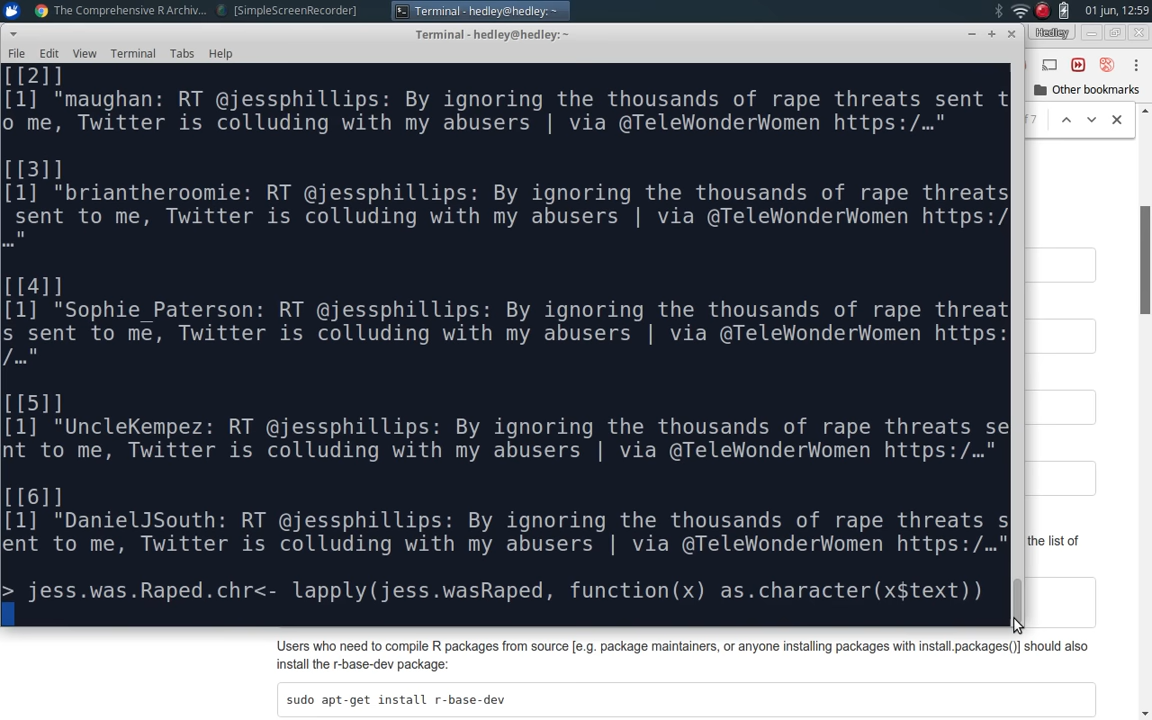 The Comprehensive R Archiv...
[SimpleScreenRecorder]
Terminal - hedley@hedley: ~
01 jun, 12:59
Terminal - hedley@hedley: ~
Hedley
File Edit View Terminal Tabs Help
Other bookmarks
of 7
[[2]]
[1] "maughan: RT @jessphillips: By ignoring the thousands of rape threats sent t
o me, Twitter is colluding with my abusers | via @TeleWonderWomen https:/…"
[[3]]
[1] "briantheroomie: RT @jessphillips: By ignoring the thousands of rape threats
 sent to me, Twitter is colluding with my abusers | via @TeleWonderWomen https:/
…"
[[4]]
[1] "Sophie_Paterson: RT @jessphillips: By ignoring the thousands of rape threat
s sent to me, Twitter is colluding with my abusers | via @TeleWonderWomen https:
/…"
[[5]]
[1] "UncleKempez: RT @jessphillips: By ignoring the thousands of rape threats se
nt to me, Twitter is colluding with my abusers | via @TeleWonderWomen https:/…"
[[6]]
[1] "DanielJSouth: RT @jessphillips: By ignoring the thousands of rape threats s
ent to me, Twitter is colluding with my abusers | via @TeleWonderWomen https:/…"
the list of
> jess.was.Raped.chr<- lapply(jess.wasRaped, function(x) as.character(x$text))
Users who need to compile R packages from source [e.g. package maintainers, or anyone installing packages with install.packages()] should also
install the r-base-dev package:
sudo apt-get install r-base-dev